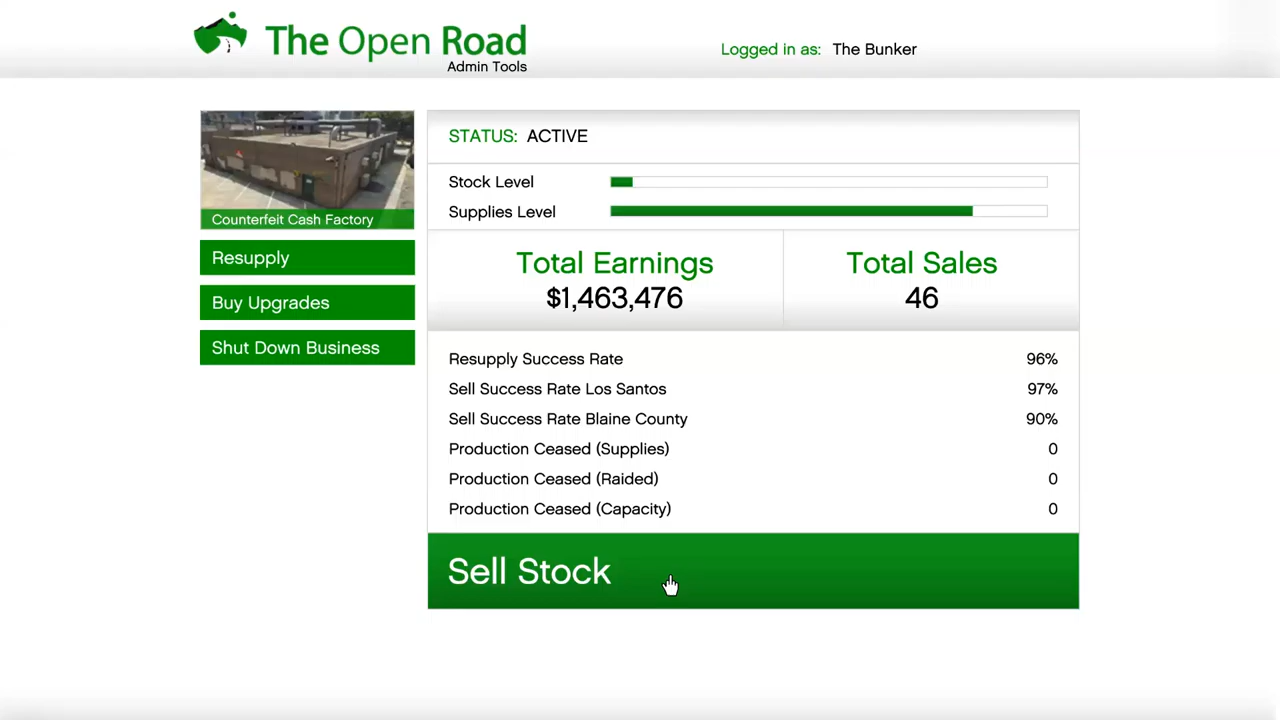 The Open Road
Admin Tools
Logged in as: The Bunker
Counterfeit Cash Factory
Resupply
Buy Upgrades
Shut Down Business
STATUS: ACTIVE
Stock Level
Supplies Level
Total Earnings
$1,463,476
Total Sales
46
Resupply Success Rate 96%
Sell Success Rate Los Santos 97%
Sell Success Rate Blaine County 90%
Production Ceased (Supplies) 0
Production Ceased (Raided) 0
Production Ceased (Capacity) 0
Sell Stock